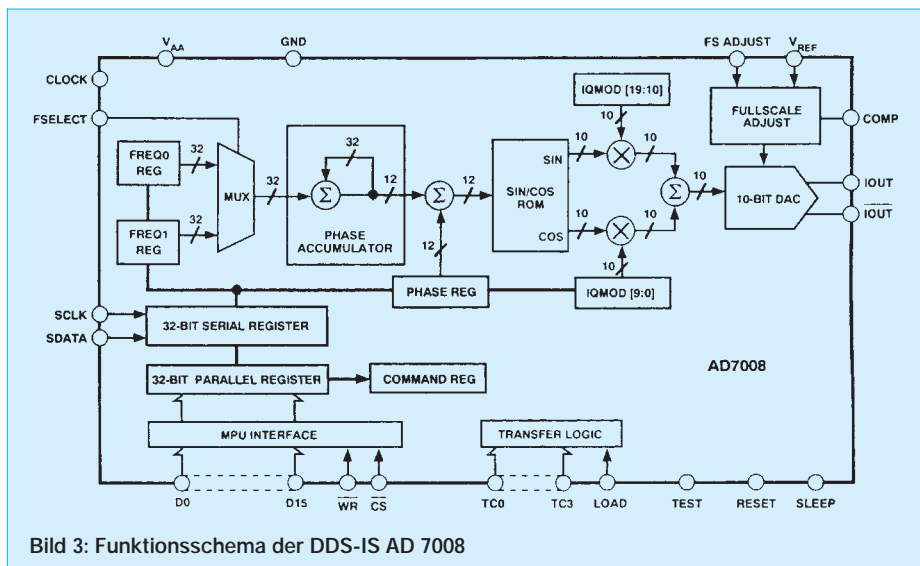 V AA
GND
FS ADJUST
V REF
CLOCK
FSELECT
IQMOD [19:10]
FULLSCALE
ADJUST
COMP
FREQ0
REG
32
MUX
32
32
12
12
10
10
10
SIN
SIN/COS
ROM
COS
10
10
10
10
10-BIT DAC
IOUT
IOUT
FREQ1
REG
32
Σ
Σ
Σ
PHASE
ACCUMULATOR
12
PHASE REG
10
IQMOD [9:0]
SCLK
SDATA
32-BIT SERIAL REGISTER
32-BIT PARALLEL REGISTER
COMMAND REG
AD7008
MPU INTERFACE
TRANSFER LOGIC
D0
D15
WR
CS
TC0
TC3
LOAD
TEST
RESET
SLEEP
Bild 3: Funktionsschema der DDS-IS AD 7008